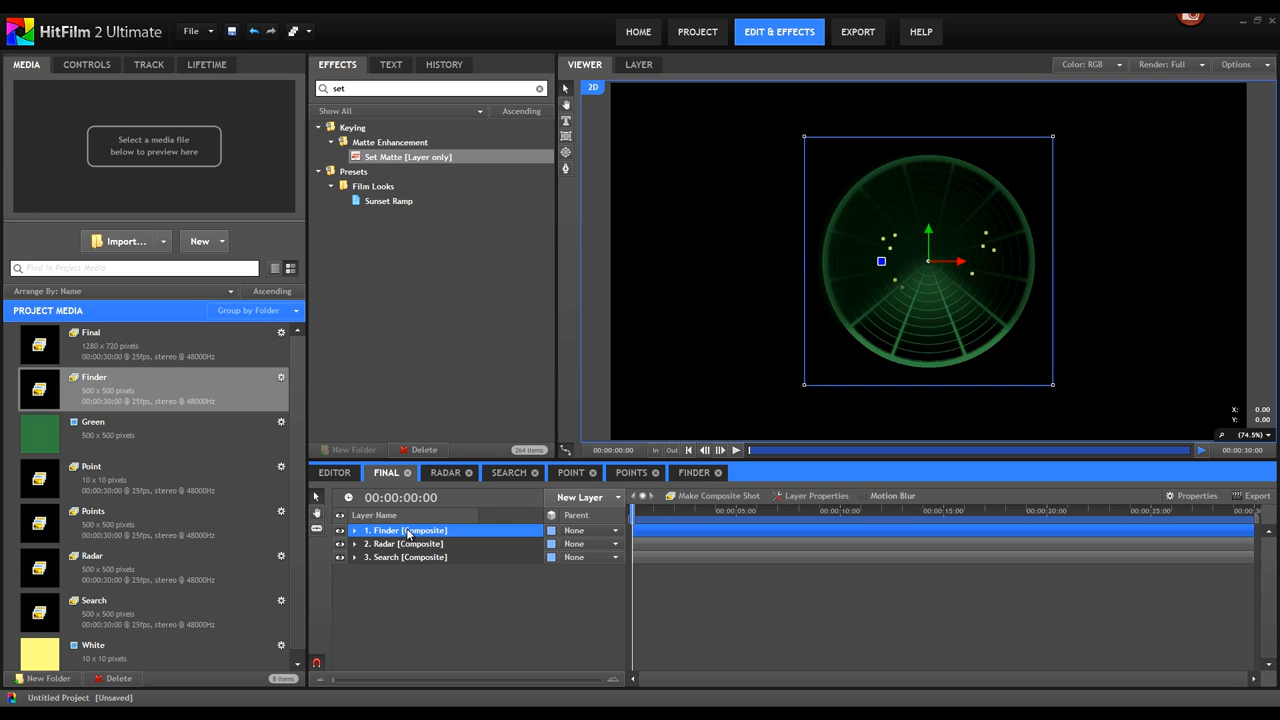 HitFilm 2 Ultimate
File
HOME
PROJECT
EDIT & EFFECTS
EXPORT
HELP
MEDIA
CONTROLS
TRACK
LIFETIME
Select a media file
below to preview here
Import...
New
Find in Project Media
Arrange By: Name
Ascending
PROJECT MEDIA
Group by Folder
Final
1280 x 720 pixels
00:00:30:00 @ 25fps, stereo @ 48000Hz
Finder
500 x 500 pixels
00:00:30:00 @ 25fps, stereo @ 48000Hz
Green
500 x 500 pixels
Point
10 x 10 pixels
00:00:30:00 @ 25fps, stereo @ 48000Hz
Points
500 x 500 pixels
00:00:30:00 @ 25fps, stereo @ 48000Hz
Radar
500 x 500 pixels
00:00:30:00 @ 25fps, stereo @ 48000Hz
Search
500 x 500 pixels
00:00:30:00 @ 25fps, stereo @ 48000Hz
White
10 x 10 pixels
New Folder
Delete
8 items
Untitled Project [Unsaved]
EFFECTS
TEXT
HISTORY
set
Show All
Ascending
Keying
Matte Enhancement
Set Matte [Layer only]
Presets
Film Looks
Sunset Ramp
New Folder
Delete
264 items
VIEWER
LAYER
Color: RGB
Render: Full
Options
2D
X: 0.00
Y: 0.00
(74.5%)
00:00:00:00
In
Out
00:00:30:00
EDITOR
FINAL
RADAR
SEARCH
POINT
POINTS
FINDER
00:00:00:00
New Layer
Make Composite Shot
Layer Properties
Motion Blur
Properties
Export
Layer Name
Parent
00:00:05:00
00:00:10:00
00:00:15:00
00:00:20:00
00:00:25:00
1. Finder [Composite]
None
2. Radar [Composite]
None
3. Search [Composite]
None